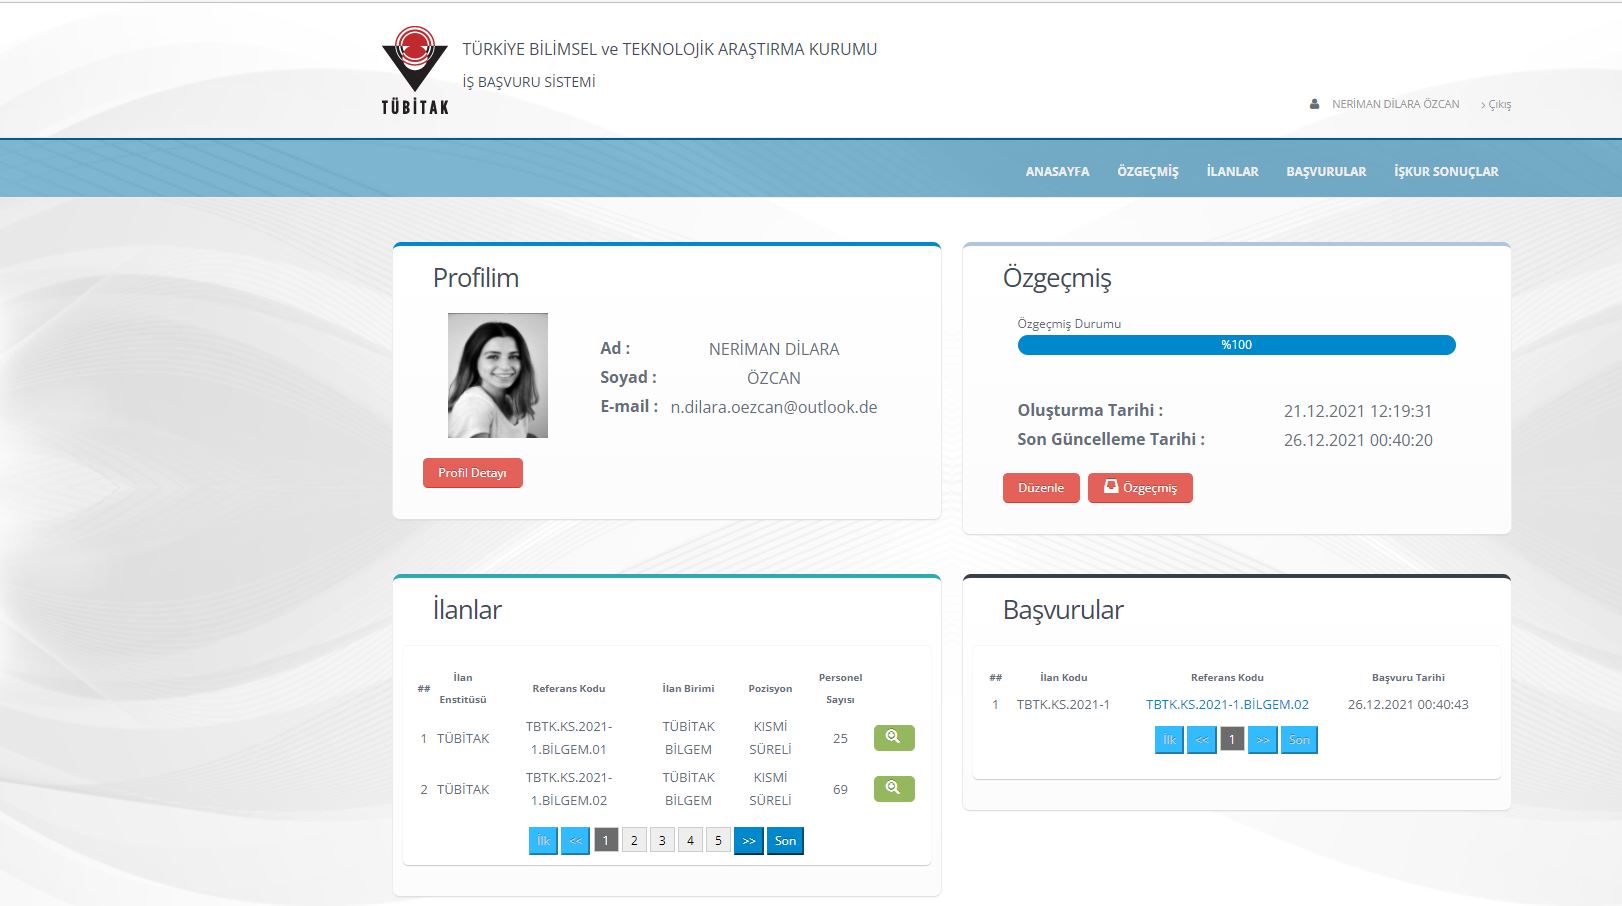 TÜRKİYE BİLİMSEL ve TEKNOLOJİK ARAŞTIRMA KURUMU
İŞ BAŞVURU SİSTEMİ
TÜBİTAK
NERİMAN DİLARA ÖZCAN › Çıkış
ANASAYFA ÖZGEÇMİŞ İLANLAR BAŞVURULAR İŞKUR SONUÇLAR
Profilim
Ad : NERİMAN DİLARA
Soyad : ÖZCAN
E-mail : n.dilara.oezcan@outlook.de
Profil Detayı
Özgeçmiş
Özgeçmiş Durumu
%100
Oluşturma Tarihi : 21.12.2021 12:19:31
Son Güncelleme Tarihi : 26.12.2021 00:40:20
Düzenle Özgeçmiş
İlanlar
## İlan Enstitüsü Referans Kodu İlan Birimi Pozisyon Personel Sayısı
1 TÜBİTAK TBTK.KS.2021-1.BİLGEM.01 TÜBİTAK BİLGEM KISMİ SÜRELİ 25
2 TÜBİTAK TBTK.KS.2021-1.BİLGEM.02 TÜBİTAK BİLGEM KISMİ SÜRELİ 69
İlk << 1 2 3 4 5 >> Son
Başvurular
## İlan Kodu Referans Kodu Başvuru Tarihi
1 TBTK.KS.2021-1 TBTK.KS.2021-1.BİLGEM.02 26.12.2021 00:40:43
İlk << 1 >> Son